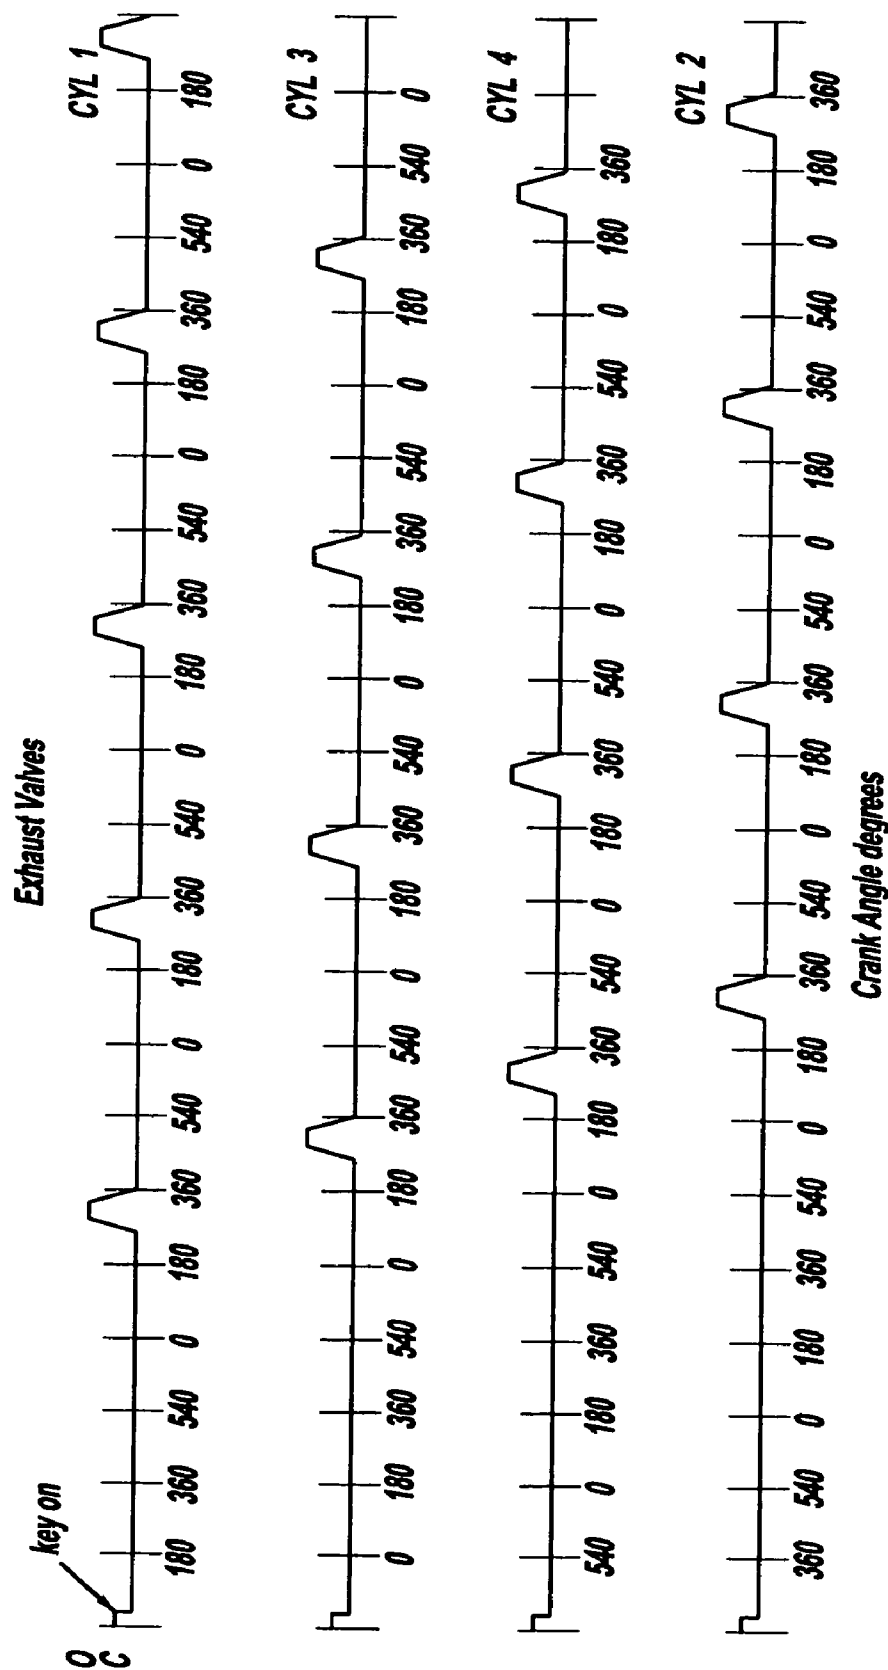 Exhaust Valves
key on
O
C
CYL 1
180 360 540 0 180 360 540 0 180 360 540 0 180 360 540 0 180 360 540 0 180
CYL 3
0 180 360 540 0 180 360 540 0 180 360 540 0 180 360 540 0 180 360 540 0
CYL 4
540 0 180 360 540 0 180 360 540 0 180 360 540 0 180 360 540 0 180 360
CYL 2
360 540 0 180 360 540 0 180 360 540 0 180 360 540 0 180 360 540 0 180 360
Crank Angle degrees